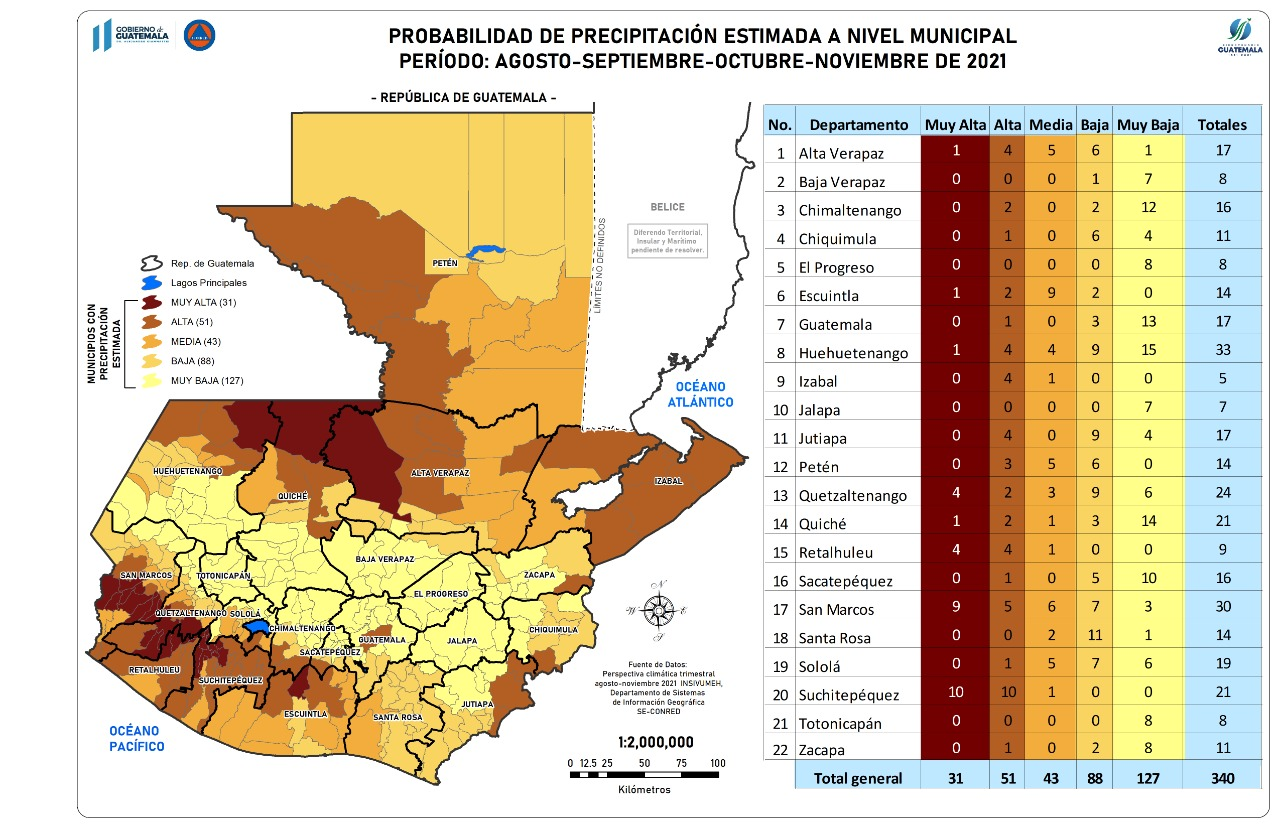 GOBIERNO de
GUATEMALA
PROBABILIDAD DE PRECIPITACIÓN ESTIMADA A NIVEL MUNICIPAL
PERÍODO: AGOSTO-SEPTIEMBRE-OCTUBRE-NOVIEMBRE DE 2021
GUATEMALA
- REPÚBLICA DE GUATEMALA -
BELICE
Diferendo Territorial,
Insular y Marítimo
pendiente de resolver.
LÍMITES NO DEFINIDOS
PETÉN
Rep. de Guatemala
Lagos Principales
MUNICIPIOS CON
PRECIPITACIÓN
ESTIMADA
MUY ALTA (31)
ALTA (51)
MEDIA (43)
BAJA (88)
MUY BAJA (127)
OCÉANO
ATLÁNTICO
HUEHUETENANGO
QUICHÉ
ALTA VERAPAZ
IZABAL
SAN MARCOS
TOTONICAPÁN
BAJA VERAPAZ
ZACAPA
EL PROGRESO
QUETZALTENANGO
SOLOLÁ
CHIMALTENANGO
GUATEMALA
JALAPA
CHIQUIMULA
SACATEPÉQUEZ
RETALHULEU
SUCHITEPÉQUEZ
ESCUINTLA
SANTA ROSA
JUTIAPA
OCÉANO
PACÍFICO
N
W E
S
Fuente de Datos:
Perspectiva climática trimestral
agosto-noviembre 2021 INSIVUMEH,
Departamento de Sistemas
de Información Geográfica
SE-CONRED
1:2,000,000
0 12.5 25 50 75 100
Kilómetros
No. Departamento Muy Alta Alta Media Baja Muy Baja Totales
1 Alta Verapaz 1 4 5 6 1 17
2 Baja Verapaz 0 0 0 1 7 8
3 Chimaltenango 0 2 0 2 12 16
4 Chiquimula 0 1 0 6 4 11
5 El Progreso 0 0 0 0 8 8
6 Escuintla 1 2 9 2 0 14
7 Guatemala 0 1 0 3 13 17
8 Huehuetenango 1 4 4 9 15 33
9 Izabal 0 4 1 0 0 5
10 Jalapa 0 0 0 0 7 7
11 Jutiapa 0 4 0 9 4 17
12 Petén 0 3 5 6 0 14
13 Quetzaltenango 4 2 3 9 6 24
14 Quiché 1 2 1 3 14 21
15 Retalhuleu 4 4 1 0 0 9
16 Sacatepéquez 0 1 0 5 10 16
17 San Marcos 9 5 6 7 3 30
18 Santa Rosa 0 0 2 11 1 14
19 Sololá 0 1 5 7 6 19
20 Suchitepéquez 10 10 1 0 0 21
21 Totonicapán 0 0 0 0 8 8
22 Zacapa 0 1 0 2 8 11
Total general 31 51 43 88 127 340